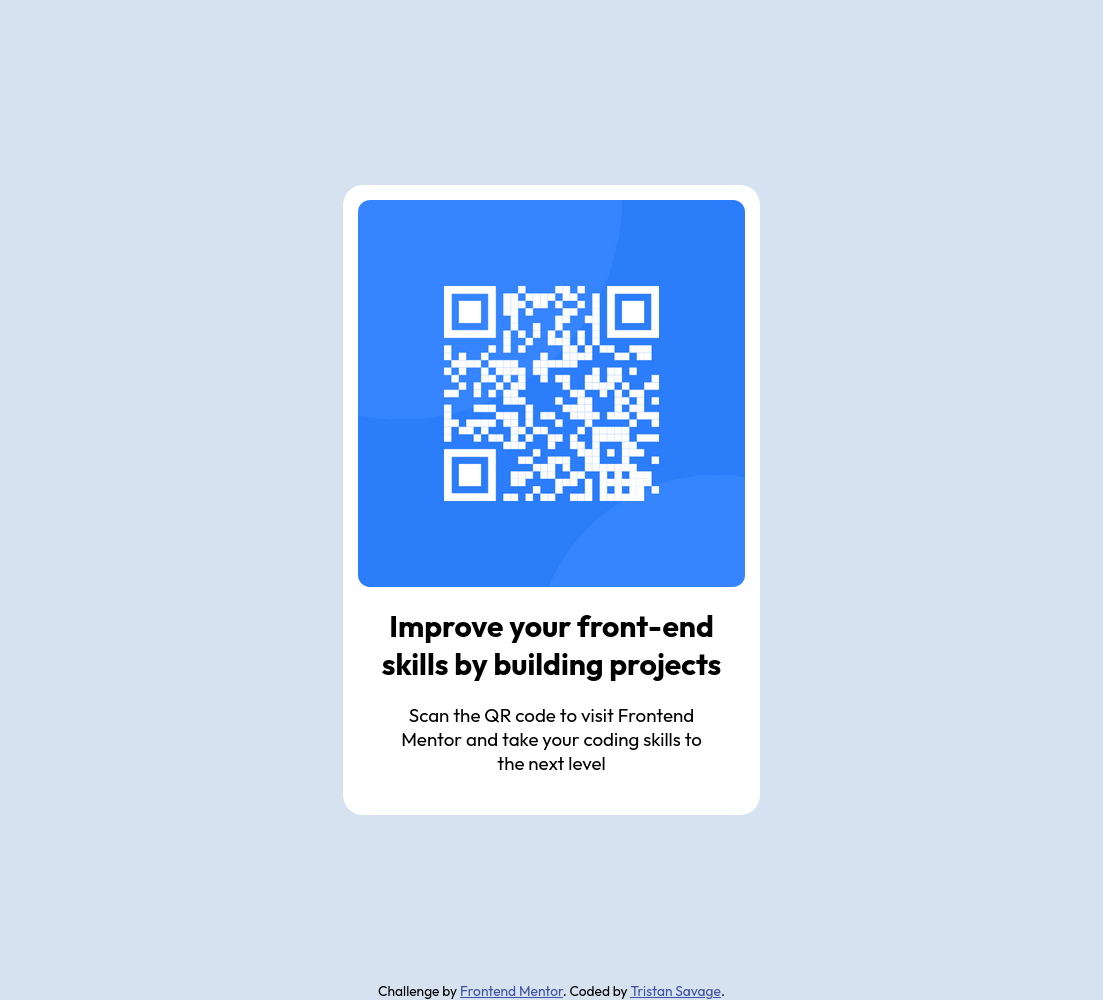 Improve your front-end
skills by building projects
Scan the QR code to visit Frontend
Mentor and take your coding skills to
the next level
Challenge by Frontend Mentor. Coded by Tristan Savage.